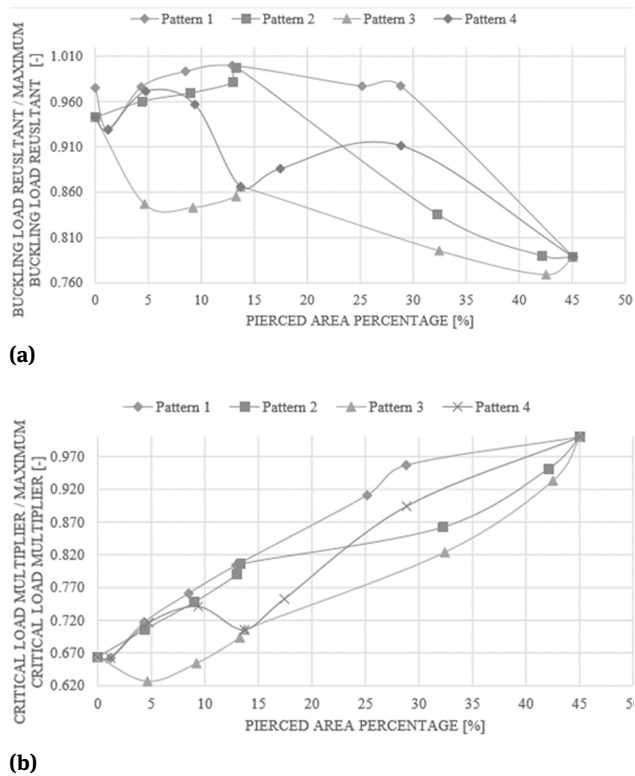 Pattern 1 Pattern 2 Pattern 3 Pattern 4
BUCKLING LOAD REUSLTANT / MAXIMUM
BUCKLING LOAD REUSLTANT [-]
1.010
0.960
0.910
0.860
0.810
0.760
0 5 10 15 20 25 30 35 40 45 50
PIERCED AREA PERCENTAGE [%]
(a)
Pattern 1 Pattern 2 Pattern 3 Pattern 4
CRITICAL LOAD MULTIPLIER / MAXIMUM
CRITICAL LOAD MULTIPLIER [-]
0.970
0.920
0.870
0.820
0.770
0.720
0.670
0.620
0 5 10 15 20 25 30 35 40 45 50
PIERCED AREA PERCENTAGE [%]
(b)